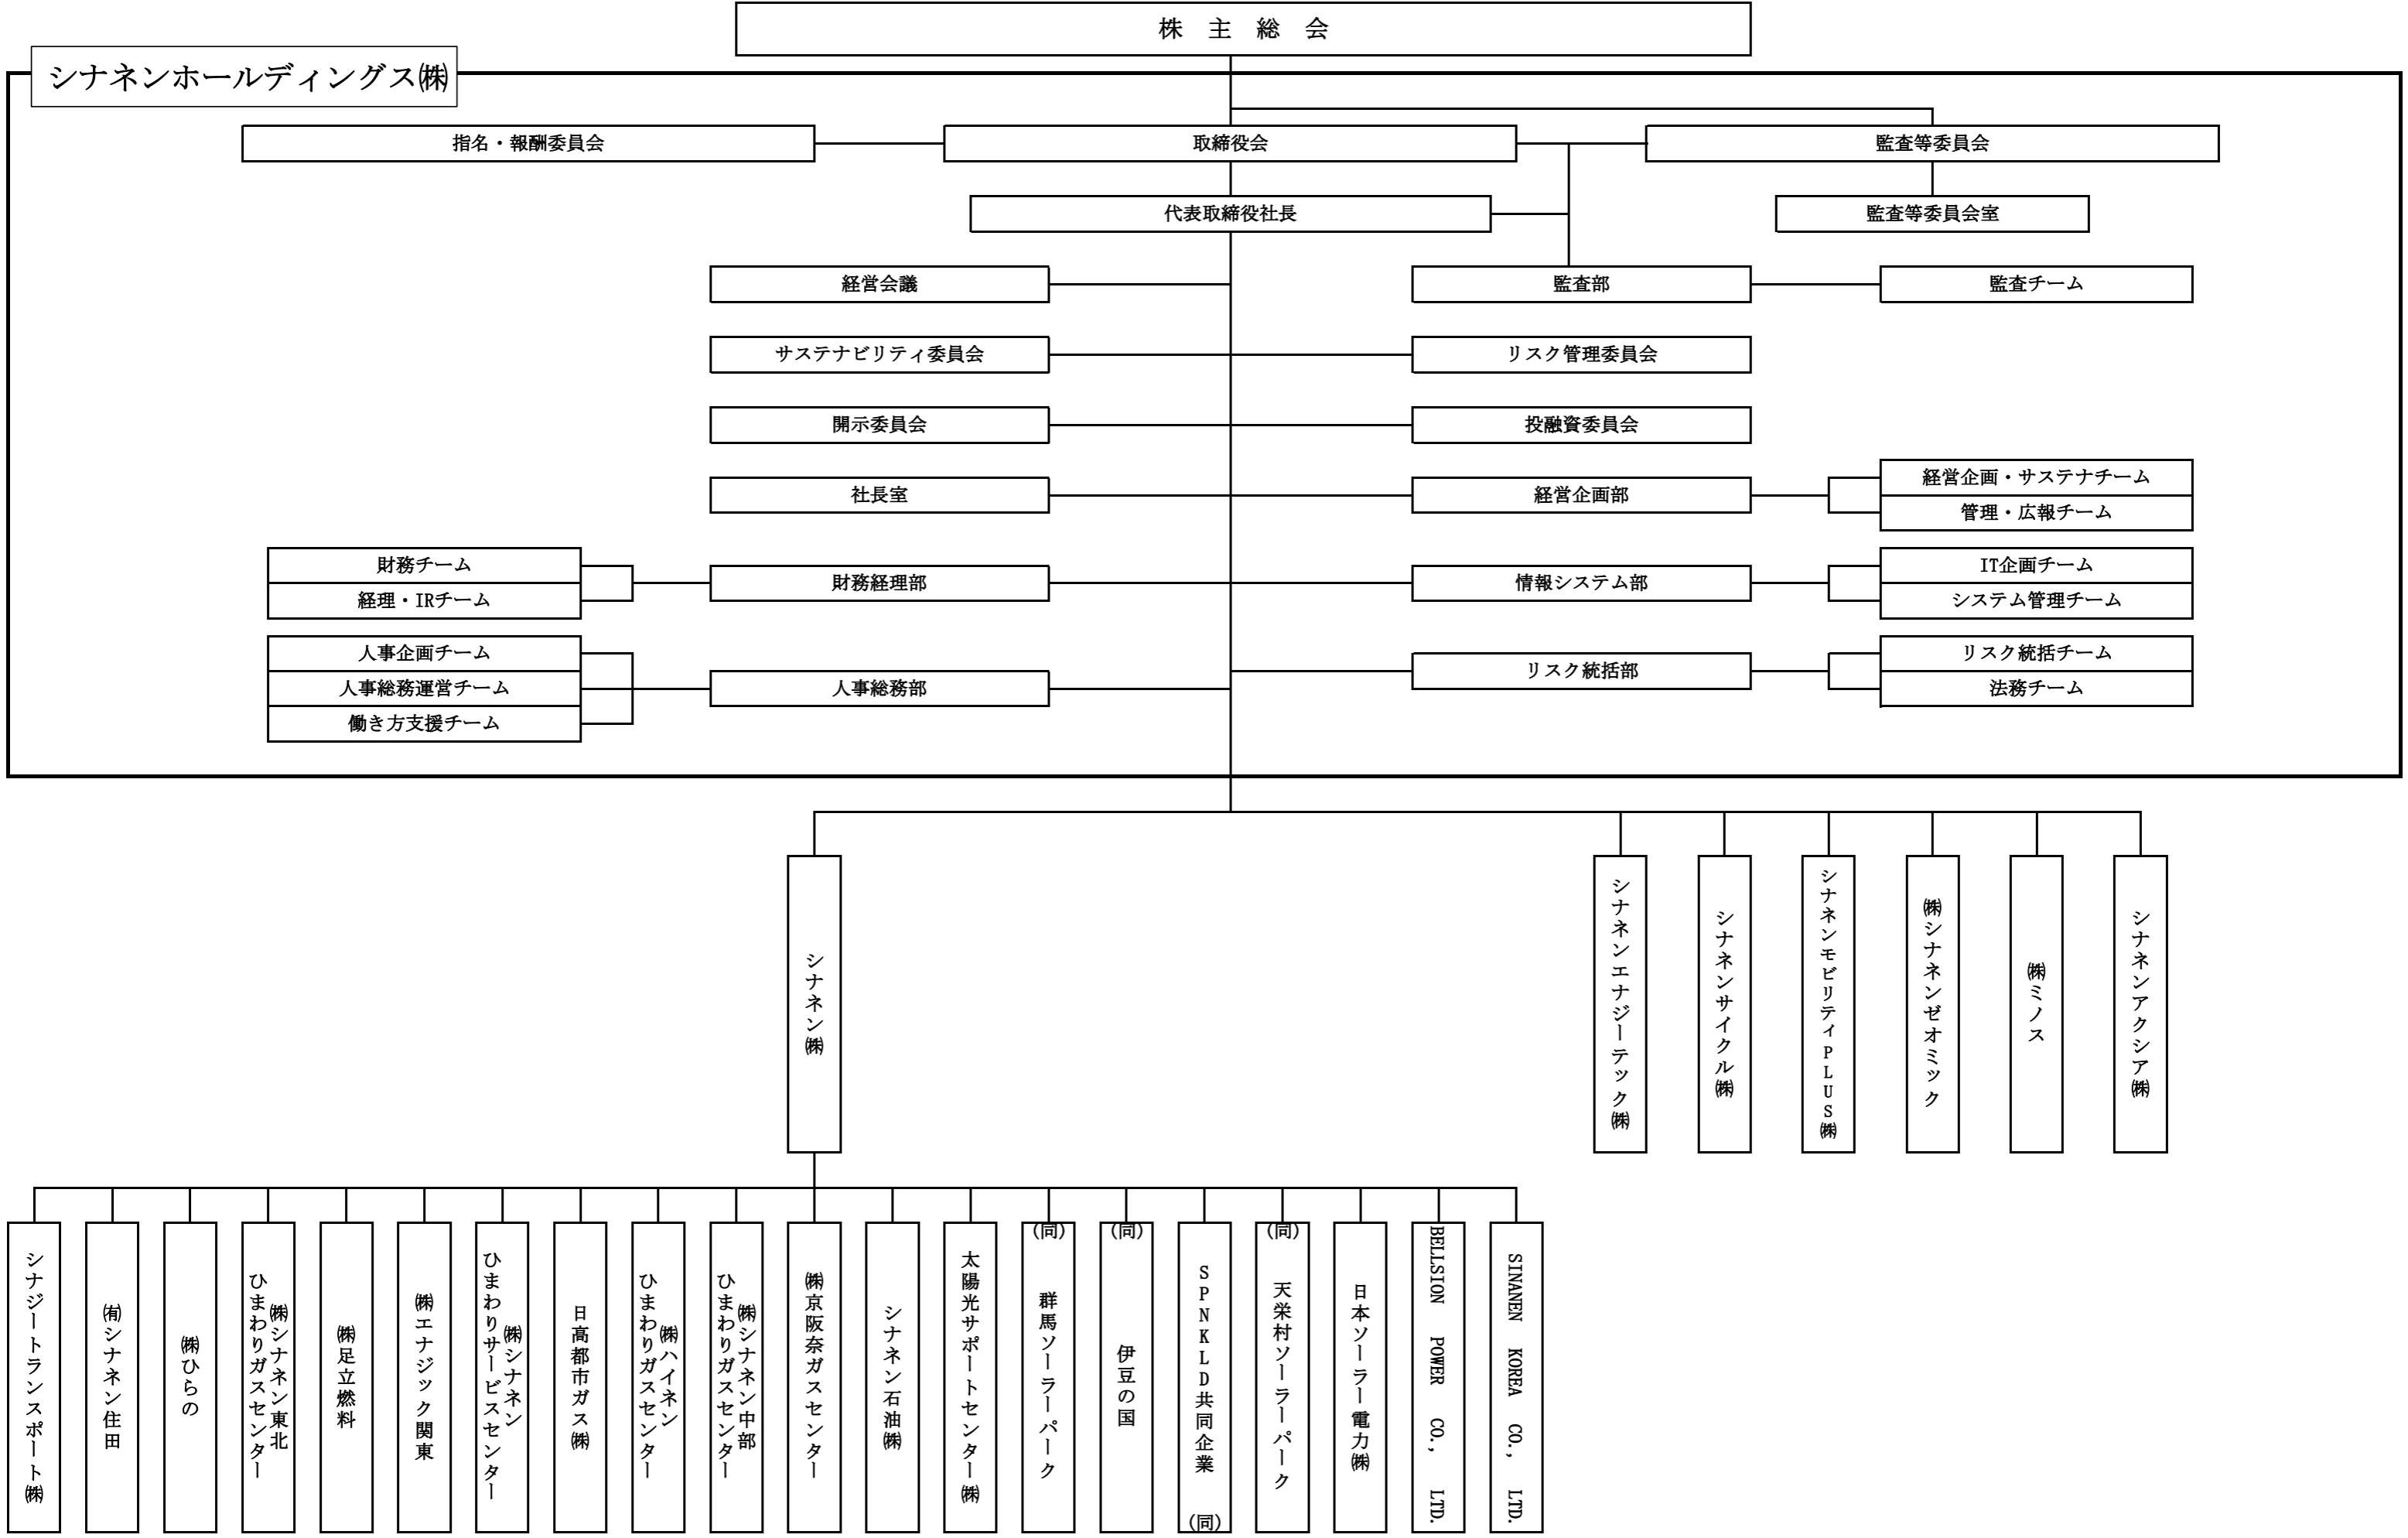 株 主 総 会
シナネンホールディングス㈱
指名・報酬委員会
取締役会
監査等委員会
代表取締役社長
監査等委員会室
経営会議
監査部
監査チーム
サステナビリティ委員会
リスク管理委員会
開示委員会
投融資委員会
社長室
経営企画部
経営企画・サステナチーム
管理・広報チーム
財務チーム
経理・IRチーム
財務経理部
情報システム部
IT企画チーム
システム管理チーム
人事企画チーム
人事総務運営チーム
働き方支援チーム
人事総務部
リスク統括部
リスク統括チーム
法務チーム
シナネン㈱
シナネンエナジーテック㈱
シナネンサイクル㈱
シナネンモビリティPLUS㈱
㈱シナネンゼオミック
㈱ミノス
シナネンアクシア㈱
シナジートランスポート㈱
㈲シナネン住田
㈱ひらの
㈱シナネン東北
ひまわりガスセンター
㈱足立燃料
㈱エナジック関東
㈱シナネン
ひまわりサービスセンター
日高都市ガス㈱
㈱ハイネン
ひまわりガスセンター
㈱シナネン中部
ひまわりガスセンター
㈱京阪奈ガスセンター
シナネン石油㈱
太陽光サポートセンター㈱
(同) 群馬ソーラーパーク
(同) 伊豆の国
SPNKLD共同企業 (同)
(同) 天栄村ソーラーパーク
日本ソーラー電力㈱
BELLSION POWER CO., LTD.
SINANEN KOREA CO., LTD.